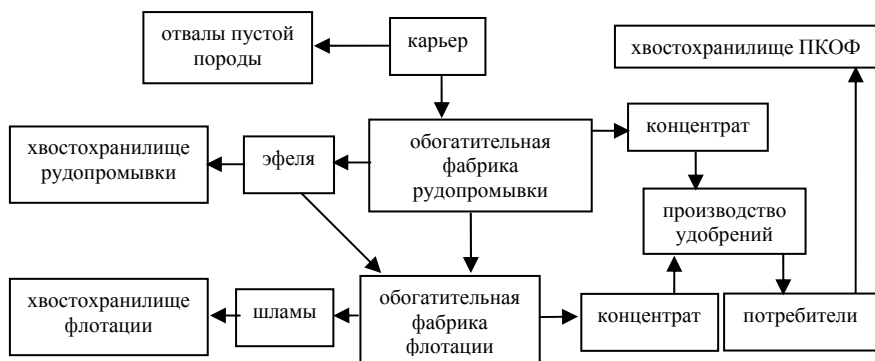 отвалы пустой
породы
карьер
хвостохранилище ПКОФ
хвостохранилище
рудопромывки
эфеля
обогатительная
фабрика
рудопромывки
концентрат
производство
удобрений
хвостохранилище
флотации
шламы
обогатительная
фабрика
флотации
концентрат
потребители